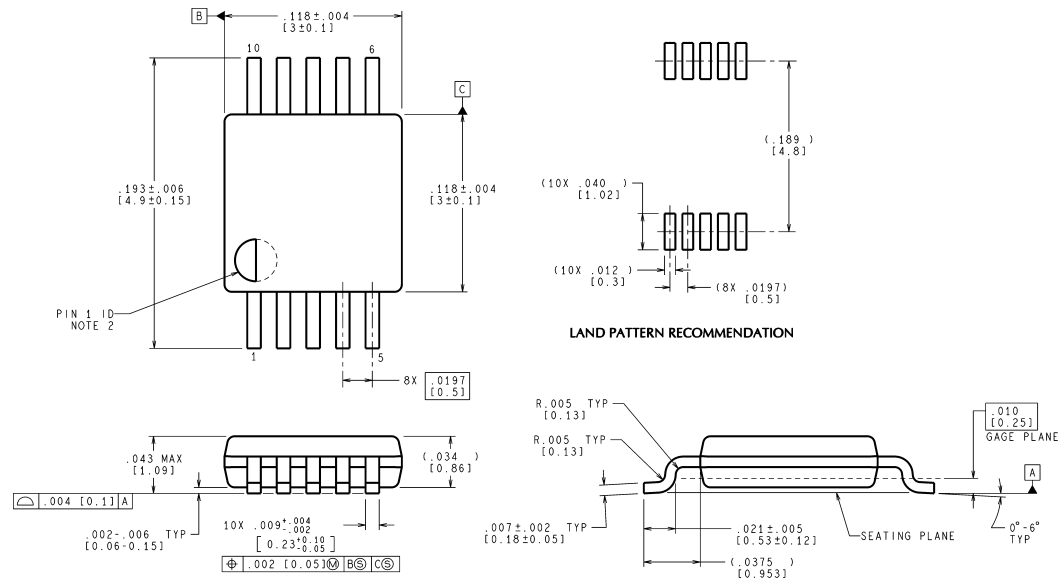 B
.118±.004
[3±0.1]
10
6
C
.193±.006
[4.9±0.15]
.118±.004
[3±0.1]
PIN 1 ID
NOTE 2
1
5
8X .0197
[0.5]
(.189 )
[4.8]
(10X .040 )
[1.02]
(10X .012 )
[0.3]
(8X .0197)
[0.5]
LAND PATTERN RECOMMENDATION
.043 MAX
[1.09]
(.034 )
[0.86]
⌓ .004 [0.1] A
.002-.006 TYP
[0.06-0.15]
10X .009 +.004 -.002
[ 0.23 +0.10 -0.05 ]
⌖ .002 [0.05]Ⓜ BⓈ CⓈ
R.005 TYP
[0.13]
R.005 TYP
[0.13]
.010
[0.25]
GAGE PLANE
A
.007±.002 TYP
[0.18±0.05]
.021±.005
[0.53±0.12]
SEATING PLANE
0°-6°
TYP
(.0375 )
[0.953]